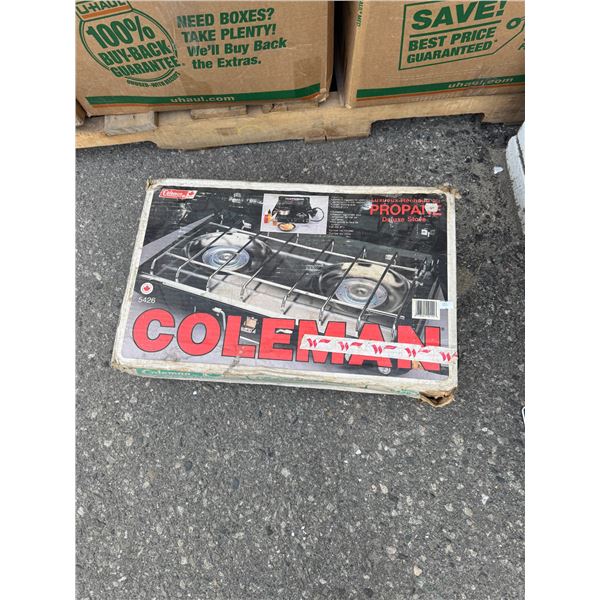 U-HAUL
100%
BUY-BACK
GUARANTEE
NEED BOXES?
TAKE PLENTY!
We'll Buy Back
the Extras.
uhaul.com
SAVE!
BEST PRICE
GUARANTEED
uhaul.com
Coleman
PROPANE
Deluxe Stove
5426
COLEMAN
Coleman